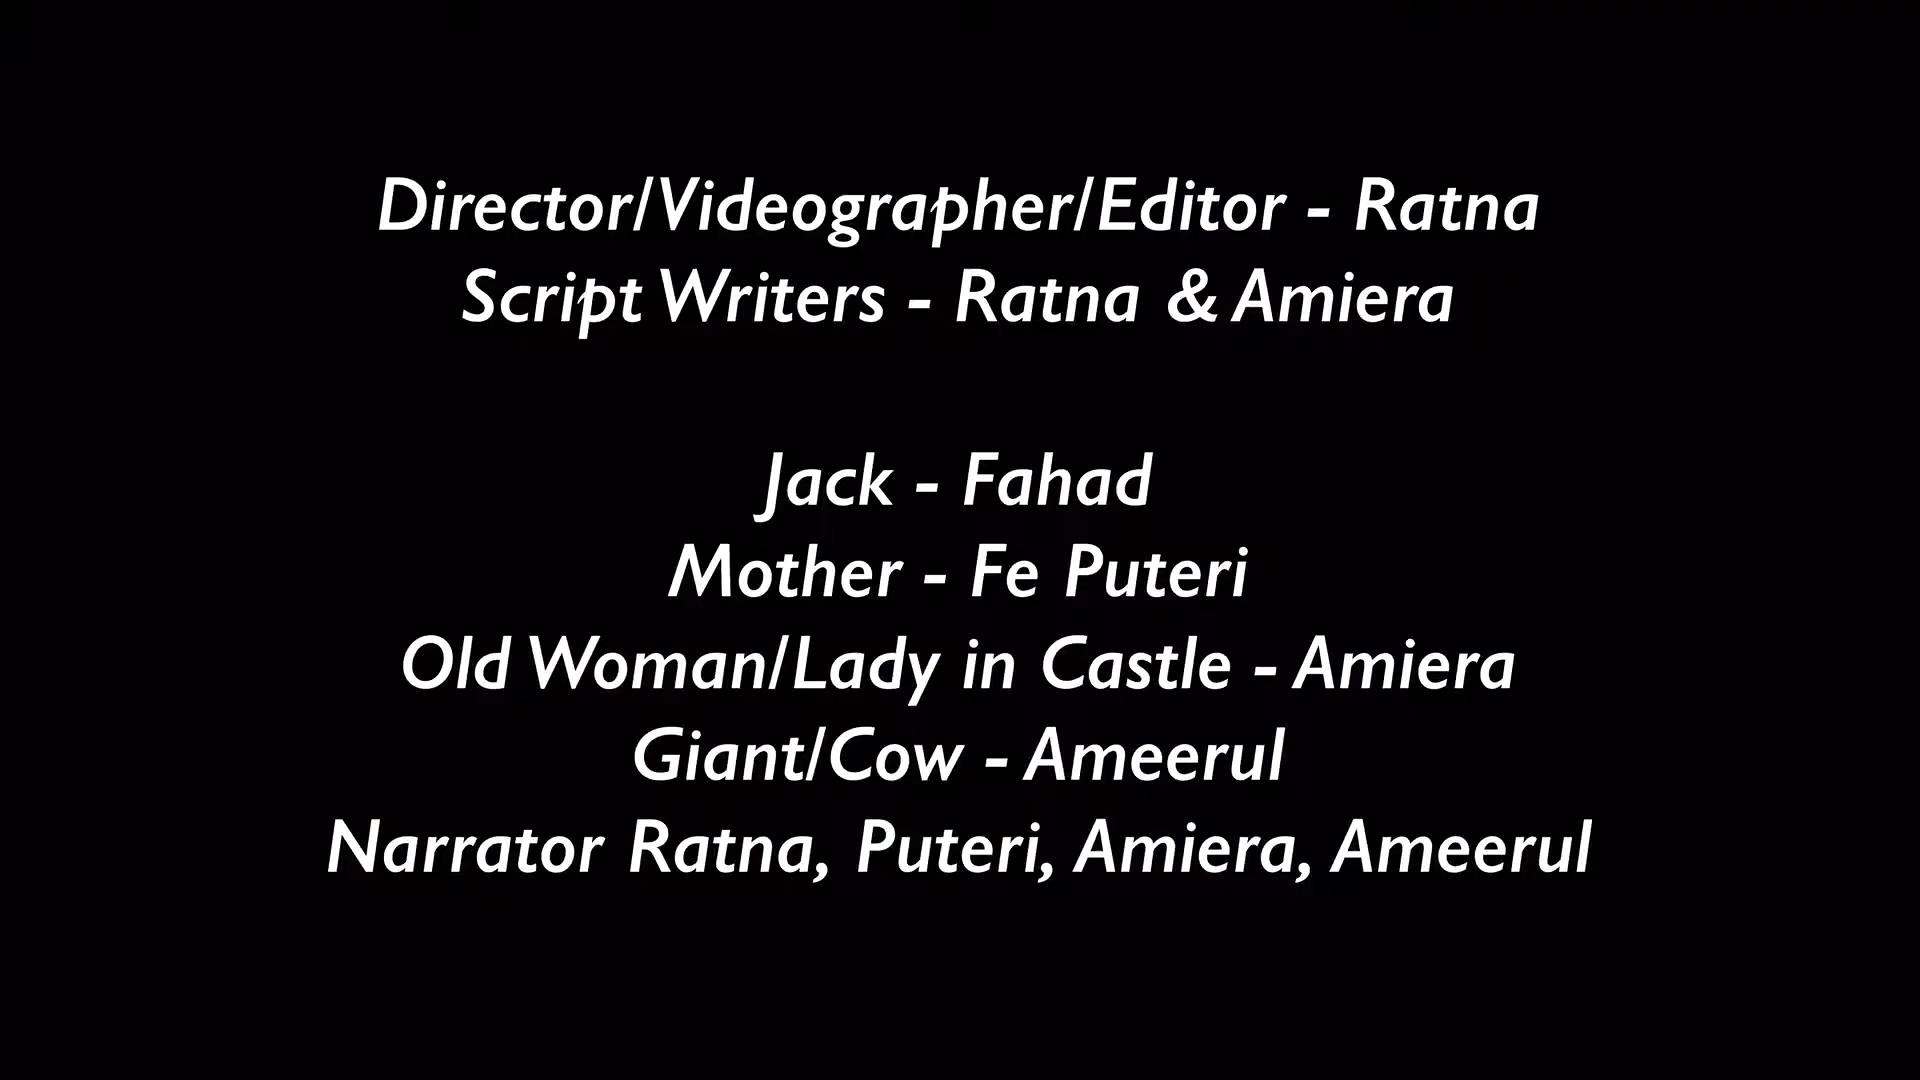 Director/Videographer/Editor - Ratna
Script Writers - Ratna & Amiera
Jack - Fahad
Mother - Fe Puteri
Old Woman/Lady in Castle - Amiera
Giant/Cow - Ameerul
Narrator Ratna, Puteri, Amiera, Ameerul